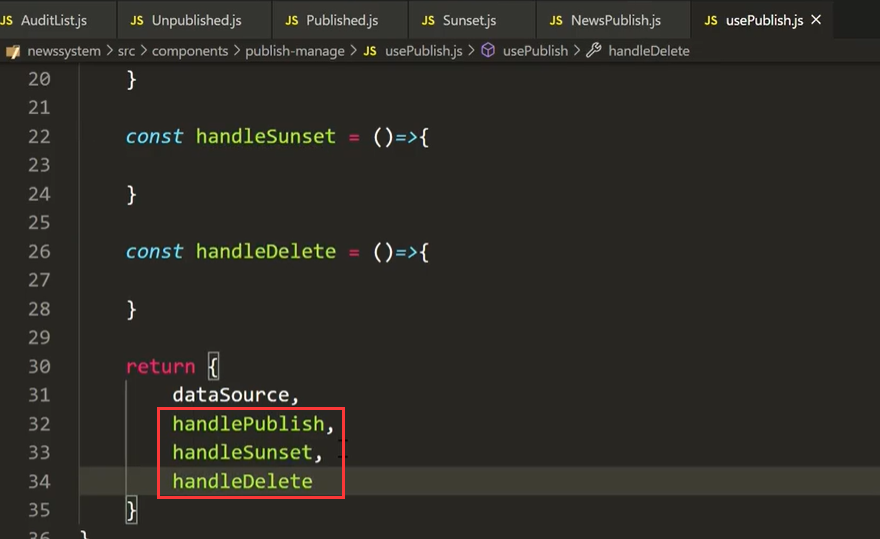 JS AuditList.js JS Unpublished.js JS Published.js JS Sunset.js JS NewsPublish.js JS usePublish.js ×
newssystem > src > components > publish-manage > JS usePublish.js > usePublish > handleDelete
20 }
21
22 const handleSunset = ()=>{
23
24 }
25
26 const handleDelete = ()=>{
27
28 }
29
30 return {
31 dataSource,
32 handlePublish,
33 handleSunset,
34 handleDelete
35 }
36 }